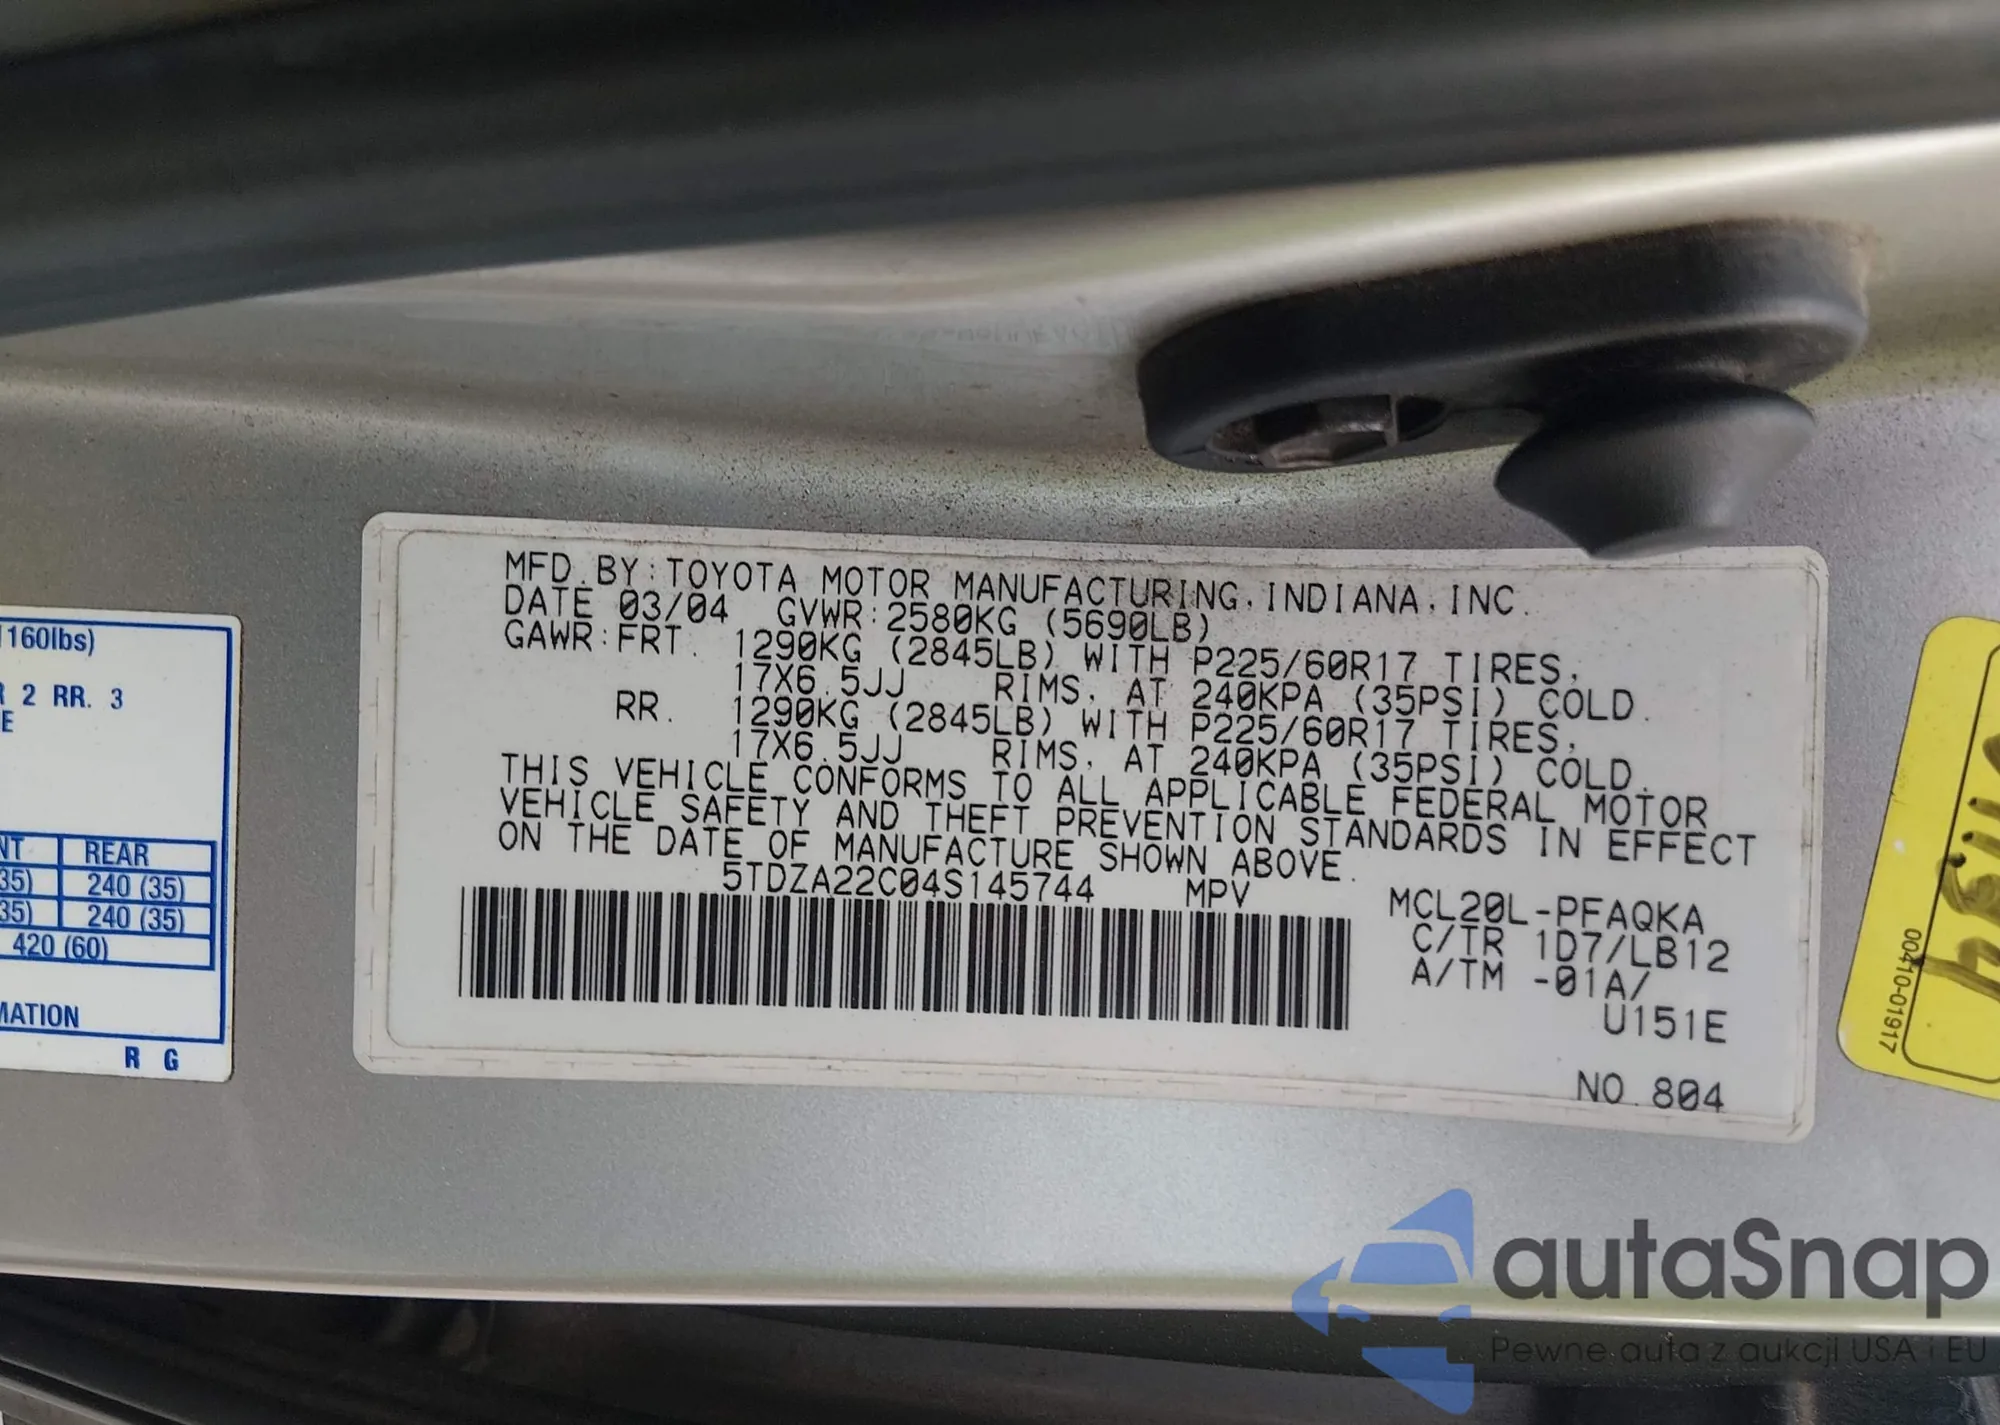 MFD.BY:TOYOTA MOTOR MANUFACTURING,INDIANA,INC.
DATE 03/04 GVWR:2580KG (5690LB)
GAWR:FRT. 1290KG (2845LB) WITH P225/60R17 TIRES,
17X6.5JJ RIMS, AT 240KPA (35PSI) COLD.
RR. 1290KG (2845LB) WITH P225/60R17 TIRES,
17X6.5JJ RIMS, AT 240KPA (35PSI) COLD.
THIS VEHICLE CONFORMS TO ALL APPLICABLE FEDERAL MOTOR
VEHICLE SAFETY AND THEFT PREVENTION STANDARDS IN EFFECT
ON THE DATE OF MANUFACTURE SHOWN ABOVE.
5TDZA22C04S145744 MPV
MCL20L-PFAQKA
C/TR 1D7/LB12
A/TM -01A/
U151E
NO.804
1160lbs)
R 2 RR. 3
E
NT REAR
35) 240 (35)
35) 240 (35)
420 (60)
MATION
R G
00410-01917
autaSnap
Pewne auta z aukcji USA i EU